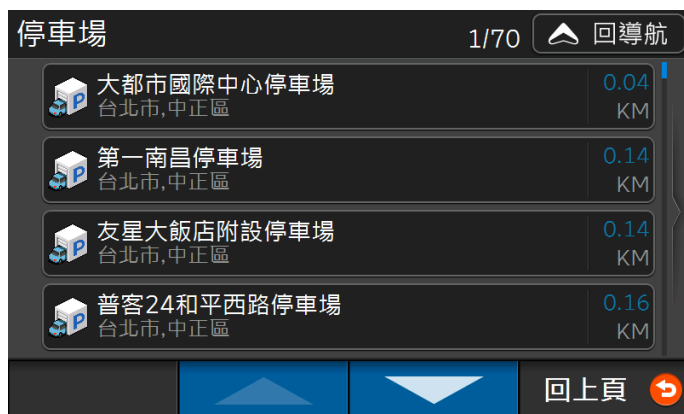 停車場
1/70
回導航
大都市國際中心停車場
台北市,中正區
0.04
KM
第一南昌停車場
台北市,中正區
0.14
KM
友星大飯店附設停車場
台北市,中正區
0.14
KM
普客24和平西路停車場
台北市,中正區
0.16
KM
回上頁